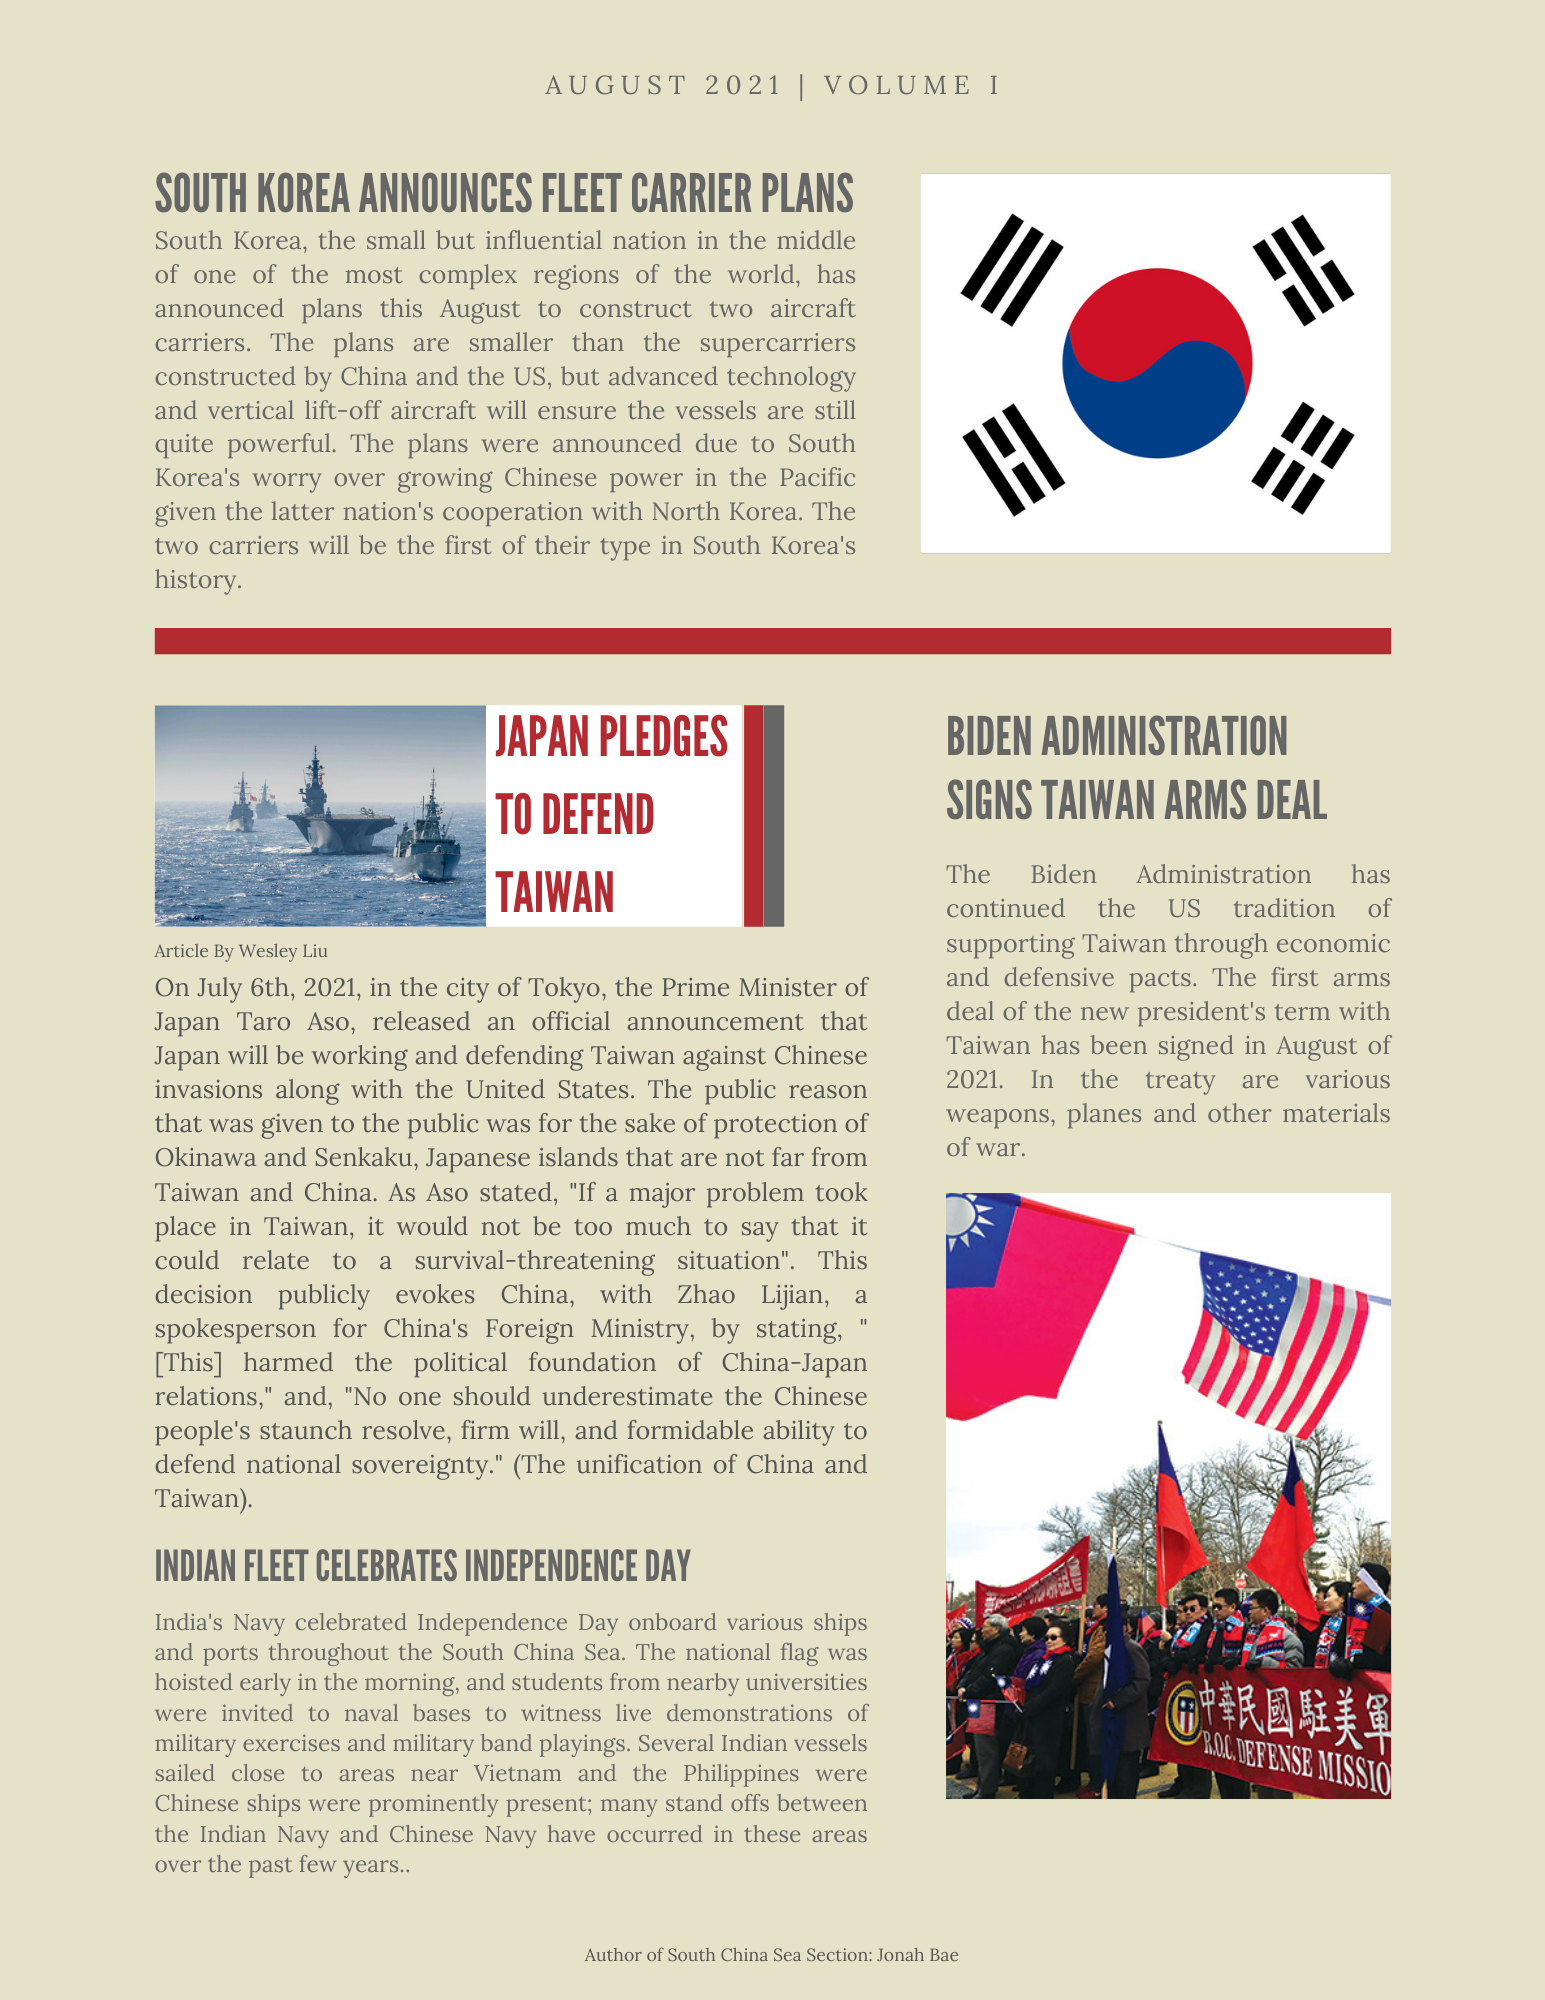 AUGUST 2021 | VOLUME I
SOUTH KOREA ANNOUNCES FLEET CARRIER PLANS
South Korea, the small but influential nation in the middle
of one of the most complex regions of the world, has
announced plans this August to construct two aircraft
carriers. The plans are smaller than the supercarriers
constructed by China and the US, but advanced technology
and vertical lift-off aircraft will ensure the vessels are still
quite powerful. The plans were announced due to South
Korea's worry over growing Chinese power in the Pacific
given the latter nation's cooperation with North Korea. The
two carriers will be the first of their type in South Korea's
history.
JAPAN PLEDGES
TO DEFEND
TAIWAN
Article By Wesley Liu
On July 6th, 2021, in the city of Tokyo, the Prime Minister of
Japan Taro Aso, released an official announcement that
Japan will be working and defending Taiwan against Chinese
invasions along with the United States. The public reason
that was given to the public was for the sake of protection of
Okinawa and Senkaku, Japanese islands that are not far from
Taiwan and China. As Aso stated, "If a major problem took
place in Taiwan, it would not be too much to say that it
could relate to a survival-threatening situation". This
decision publicly evokes China, with Zhao Lijian, a
spokesperson for China's Foreign Ministry, by stating, "
[This] harmed the political foundation of China-Japan
relations," and, "No one should underestimate the Chinese
people's staunch resolve, firm will, and formidable ability to
defend national sovereignty." (The unification of China and
Taiwan).
INDIAN FLEET CELEBRATES INDEPENDENCE DAY
India's Navy celebrated Independence Day onboard various ships
and ports throughout the South China Sea. The national flag was
hoisted early in the morning, and students from nearby universities
were invited to naval bases to witness live demonstrations of
military exercises and military band playings. Several Indian vessels
sailed close to areas near Vietnam and the Philippines were
Chinese ships were prominently present; many stand offs between
the Indian Navy and Chinese Navy have occurred in these areas
over the past few years..
BIDEN ADMINISTRATION
SIGNS TAIWAN ARMS DEAL
The Biden Administration has
continued the US tradition of
supporting Taiwan through economic
and defensive pacts. The first arms
deal of the new president's term with
Taiwan has been signed in August of
2021. In the treaty are various
weapons, planes and other materials
of war.
中華民國駐美軍
R.O.C. DEFENSE MISSIO
Author of South China Sea Section: Jonah Bae